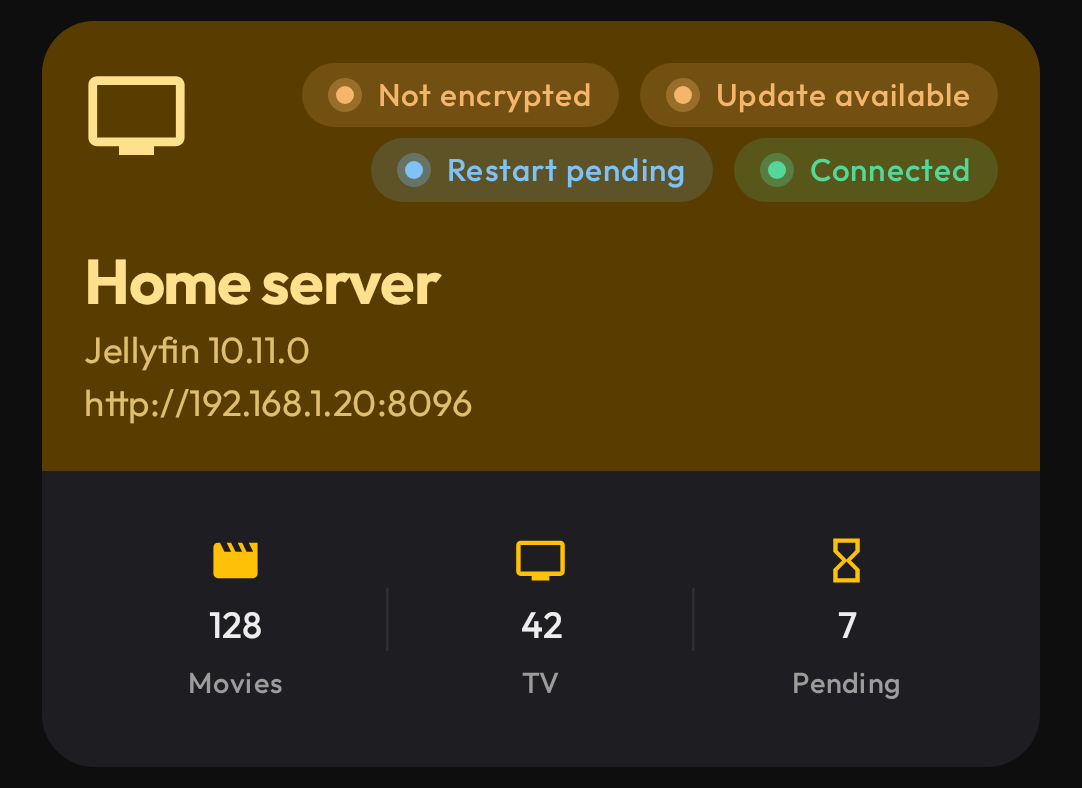 Not encrypted
Update available
Restart pending
Connected
Home server
Jellyfin 10.11.0
http://192.168.1.20:8096
128
42
7
Movies
TV
Pending